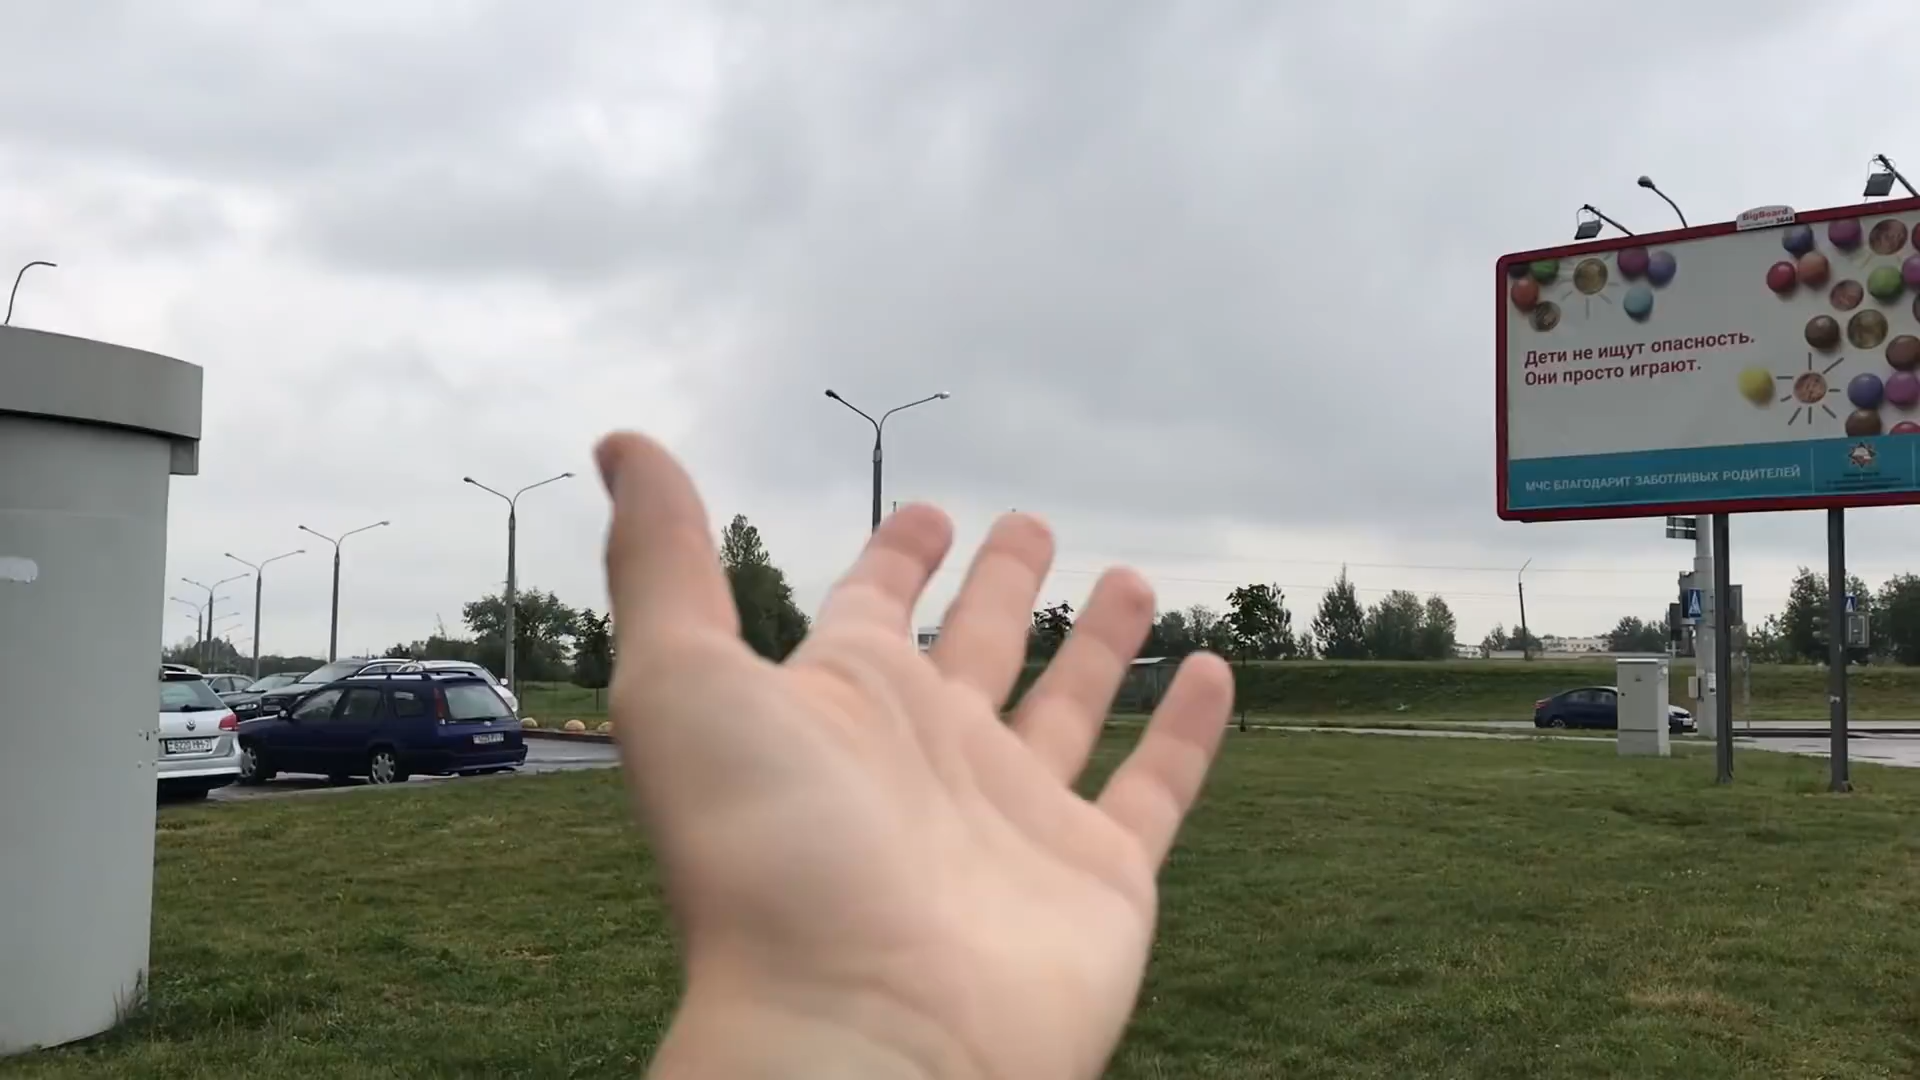 BigBoard
Дети не ищут опасность.
Они просто играют.
МЧС БЛАГОДАРИТ ЗАБОТЛИВЫХ РОДИТЕЛЕЙ